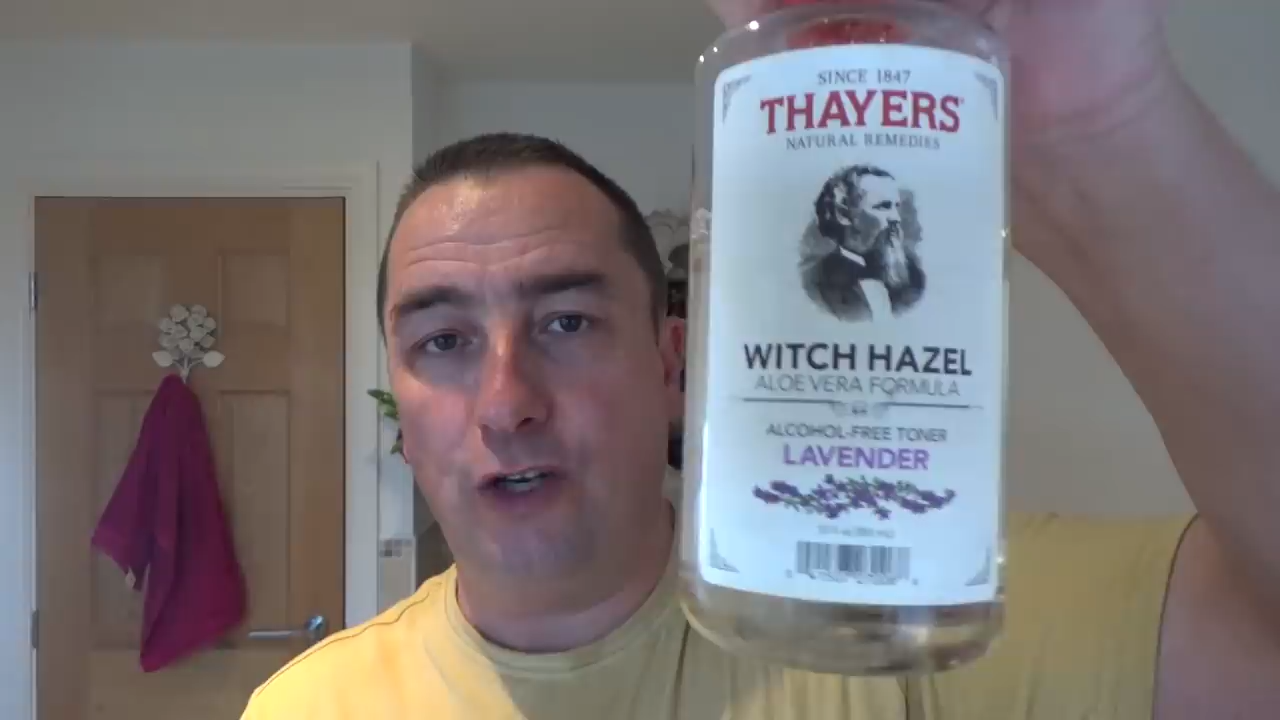 SINCE 1847
THAYERS
NATURAL REMEDIES
WITCH HAZEL
ALOE VERA FORMULA
ALCOHOL-FREE TONER
LAVENDER